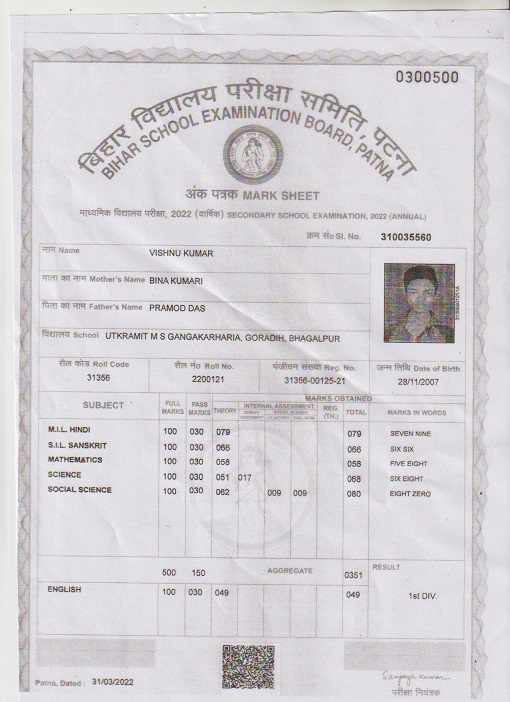 0300500
बिहार विद्यालय परीक्षा समिति, पटना
BIHAR SCHOOL EXAMINATION BOARD, PATNA
अंक पत्रक MARK SHEET
माध्यमिक विद्यालय परीक्षा, 2022 (वार्षिक) SECONDARY SCHOOL EXAMINATION, 2022 (ANNUAL)
क्रम सं० Sl. No. 310035560
नाम Name VISHNU KUMAR
माता का नाम Mother's Name BINA KUMARI
पिता का नाम Father's Name PRAMOD DAS
विद्यालय School UTKRAMIT M S GANGAKARHARIA, GORADIH, BHAGALPUR
रौल कोड Roll Code रौल नं० Roll No. पंजीयन संख्या Reg. No. जन्म तिथि Date of Birth
31356 2200121 31356-00125-21 28/11/2007
SUBJECT FULL MARKS PASS MARKS MARKS OBTAINED
THEORY INTERNAL ASSESSMENT REG. (TH.) TOTAL MARKS IN WORDS
M.I.L. HINDI 100 030 079 079 SEVEN NINE
S.I.L. SANSKRIT 100 030 066 066 SIX SIX
MATHEMATICS 100 030 058 058 FIVE EIGHT
SCIENCE 100 030 051 017 068 SIX EIGHT
SOCIAL SCIENCE 100 030 062 009 009 080 EIGHT ZERO
500 150 AGGREGATE 0351 RESULT
ENGLISH 100 030 049 049 1st DIV.
Patna, Dated : 31/03/2022
Sanjaya Kumar
परीक्षा नियंत्रक